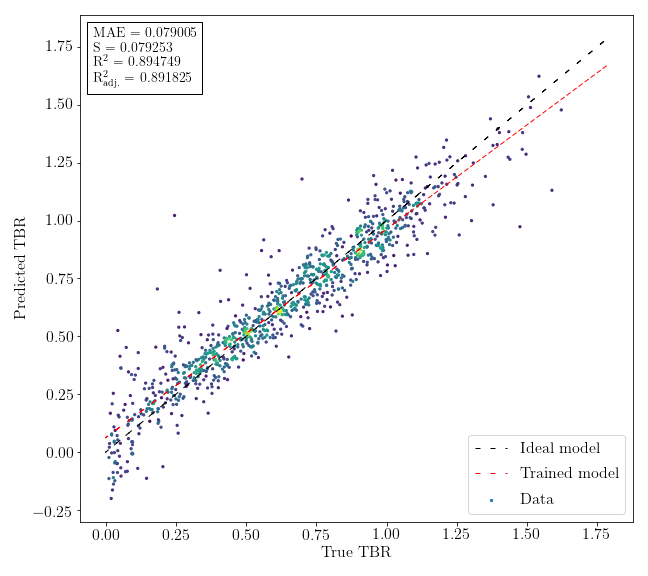 MAE = 0.079005
S = 0.079253
R² = 0.894749
R²adj. = 0.891825
1.75
1.50
1.25
1.00
0.75
0.50
0.25
0.00
−0.25
Predicted TBR
Ideal model
Trained model
Data
0.00 0.25 0.50 0.75 1.00 1.25 1.50 1.75
True TBR